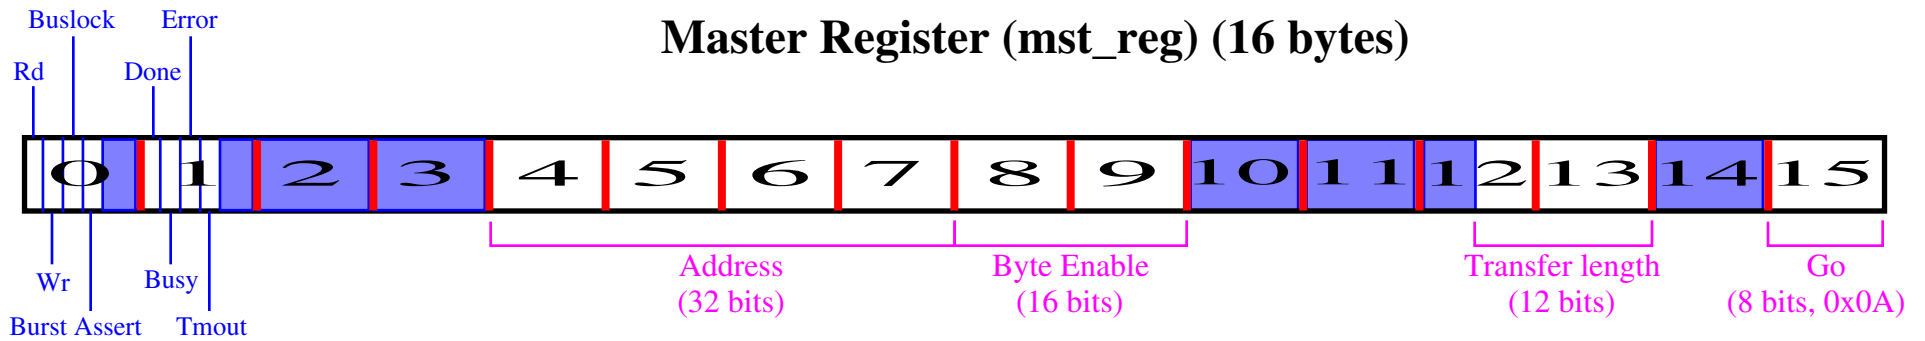 Master Register (mst_reg) (16 bytes)
Buslock Error
Rd Done
0 1 2 3 4 5 6 7 8 9 10 11 12 13 14 15
Wr Busy
Burst Assert Tmout
Address
(32 bits)
Byte Enable
(16 bits)
Transfer length
(12 bits)
Go
(8 bits, 0x0A)